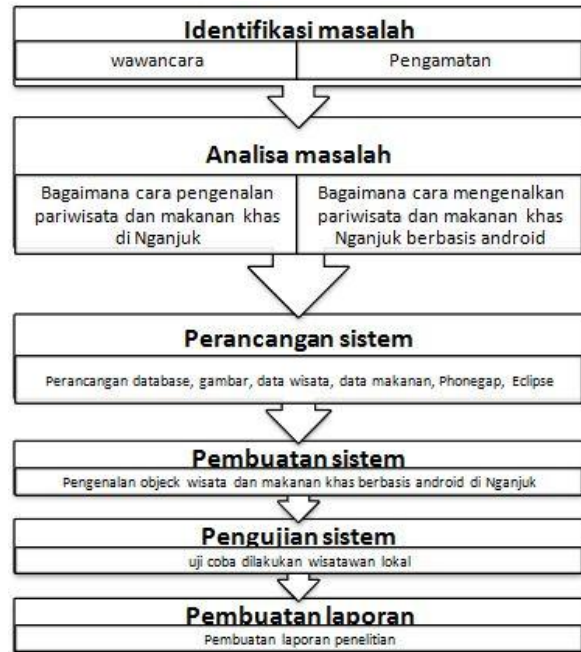 Identifikasi masalah
wawancara
Pengamatan
Analisa masalah
Bagaimana cara pengenalan
pariwisata dan makanan khas
di Nganjuk
Bagaimana cara mengenalkan
pariwisata dan makanan khas
Nganjuk berbasis android
Perancangan sistem
Perancangan database, gambar, data wisata, data makanan, Phonegap, Eclipse
Pembuatan sistem
Pengenalan objeck wisata dan makanan khas berbasis android di Nganjuk
Pengujian sistem
uji coba dilakukan wisatawan lokal
Pembuatan laporan
Pembuatan laporan penelitian